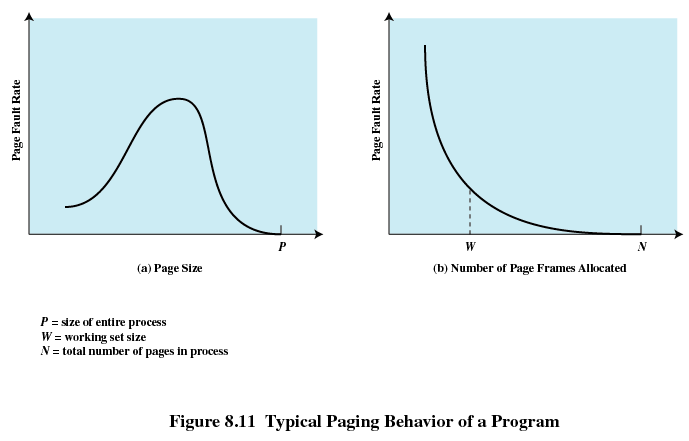 Page Fault Rate
P
(a) Page Size
Page Fault Rate
W
N
(b) Number of Page Frames Allocated
P = size of entire process
W = working set size
N = total number of pages in process
Figure 8.11 Typical Paging Behavior of a Program